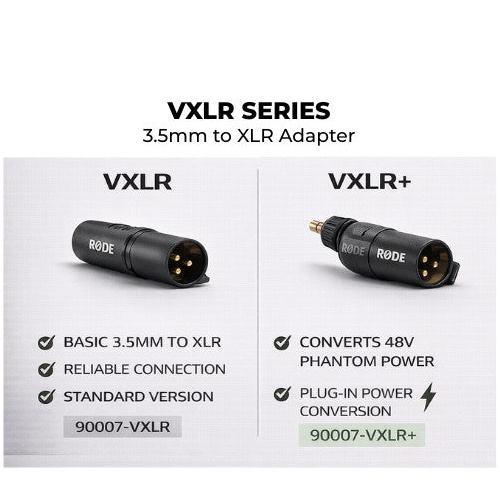 VXLR SERIES
3.5mm to XLR Adapter
VXLR
RØDE
BASIC 3.5MM TO XLR
RELIABLE CONNECTION
STANDARD VERSION
90007-VXLR
VXLR+
RØDE RØDE
CONVERTS 48V
PHANTOM POWER
PLUG-IN POWER
CONVERSION
90007-VXLR+